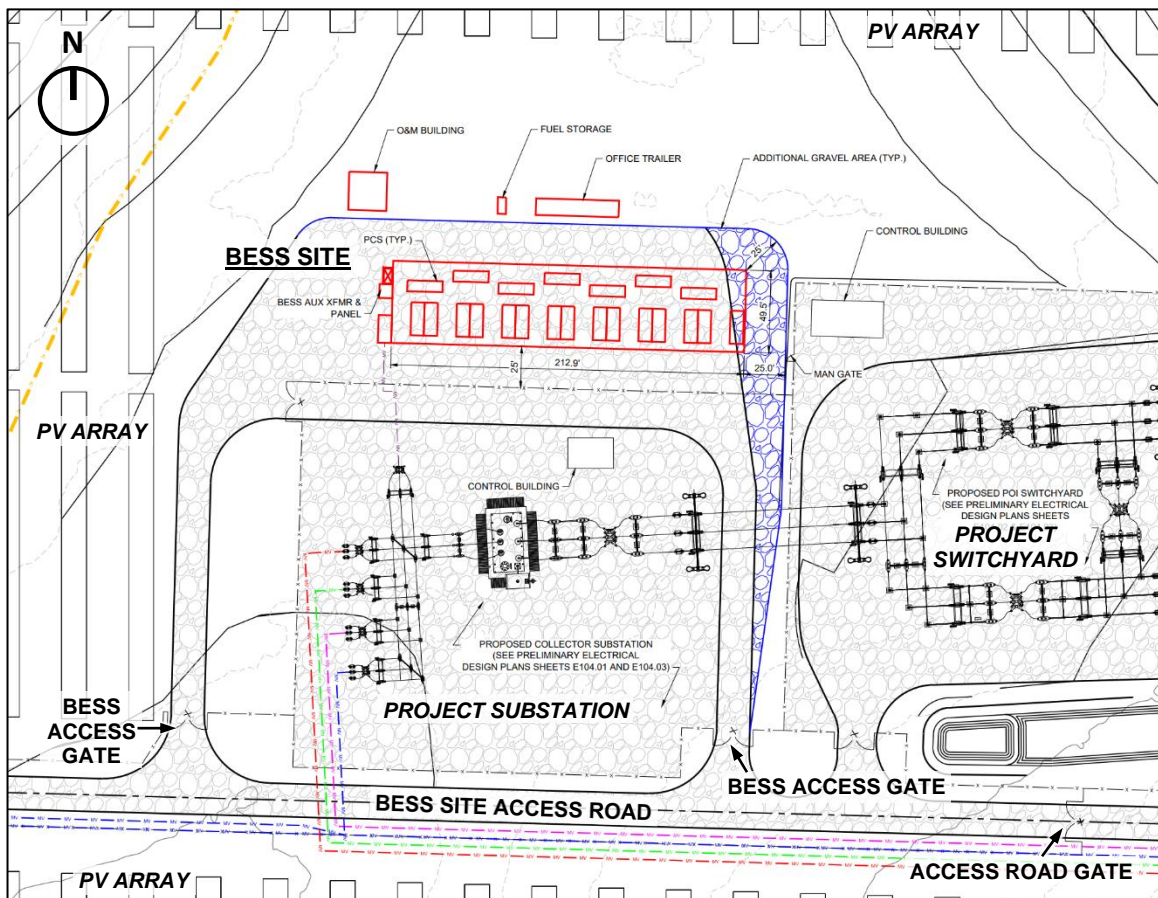 PV ARRAY
N
O&M BUILDING
FUEL STORAGE
OFFICE TRAILER
ADDITIONAL GRAVEL AREA (TYP.)
CONTROL BUILDING
BESS SITE
PCS (TYP.)
25'
BESS AUX XFMR &
PANEL
49.5'
212.9'
25'
25.0'
MAN GATE
PV ARRAY
CONTROL BUILDING
PROPOSED POI SWITCHYARD
(SEE PRELIMINARY ELECTRICAL
DESIGN PLANS SHEETS
PROJECT
SWITCHYARD
PROPOSED COLLECTOR SUBSTATION
(SEE PRELIMINARY ELECTRICAL
DESIGN PLANS SHEETS E104.01 AND E104.03)
PROJECT SUBSTATION
BESS
ACCESS
GATE
BESS ACCESS GATE
BESS SITE ACCESS ROAD
ACCESS ROAD GATE
PV ARRAY